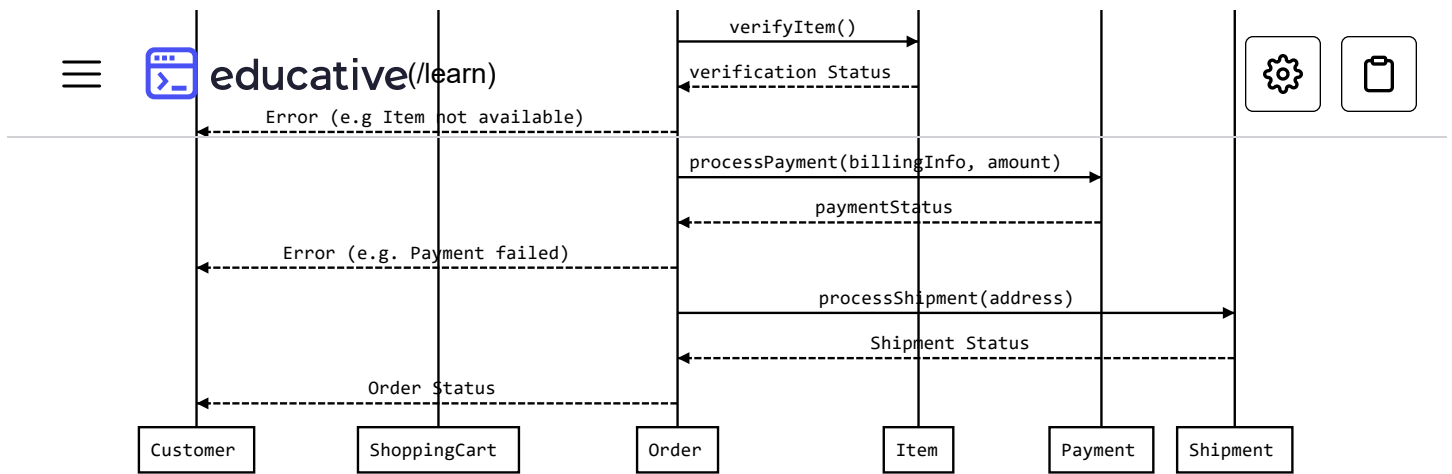 verifyItem()
educative(/learn)
verification Status
Error (e.g Item not available)
processPayment(billingInfo, amount)
paymentStatus
Error (e.g. Payment failed)
processShipment(address)
Shipment Status
Order Status
Customer ShoppingCart Order Item Payment Shipment